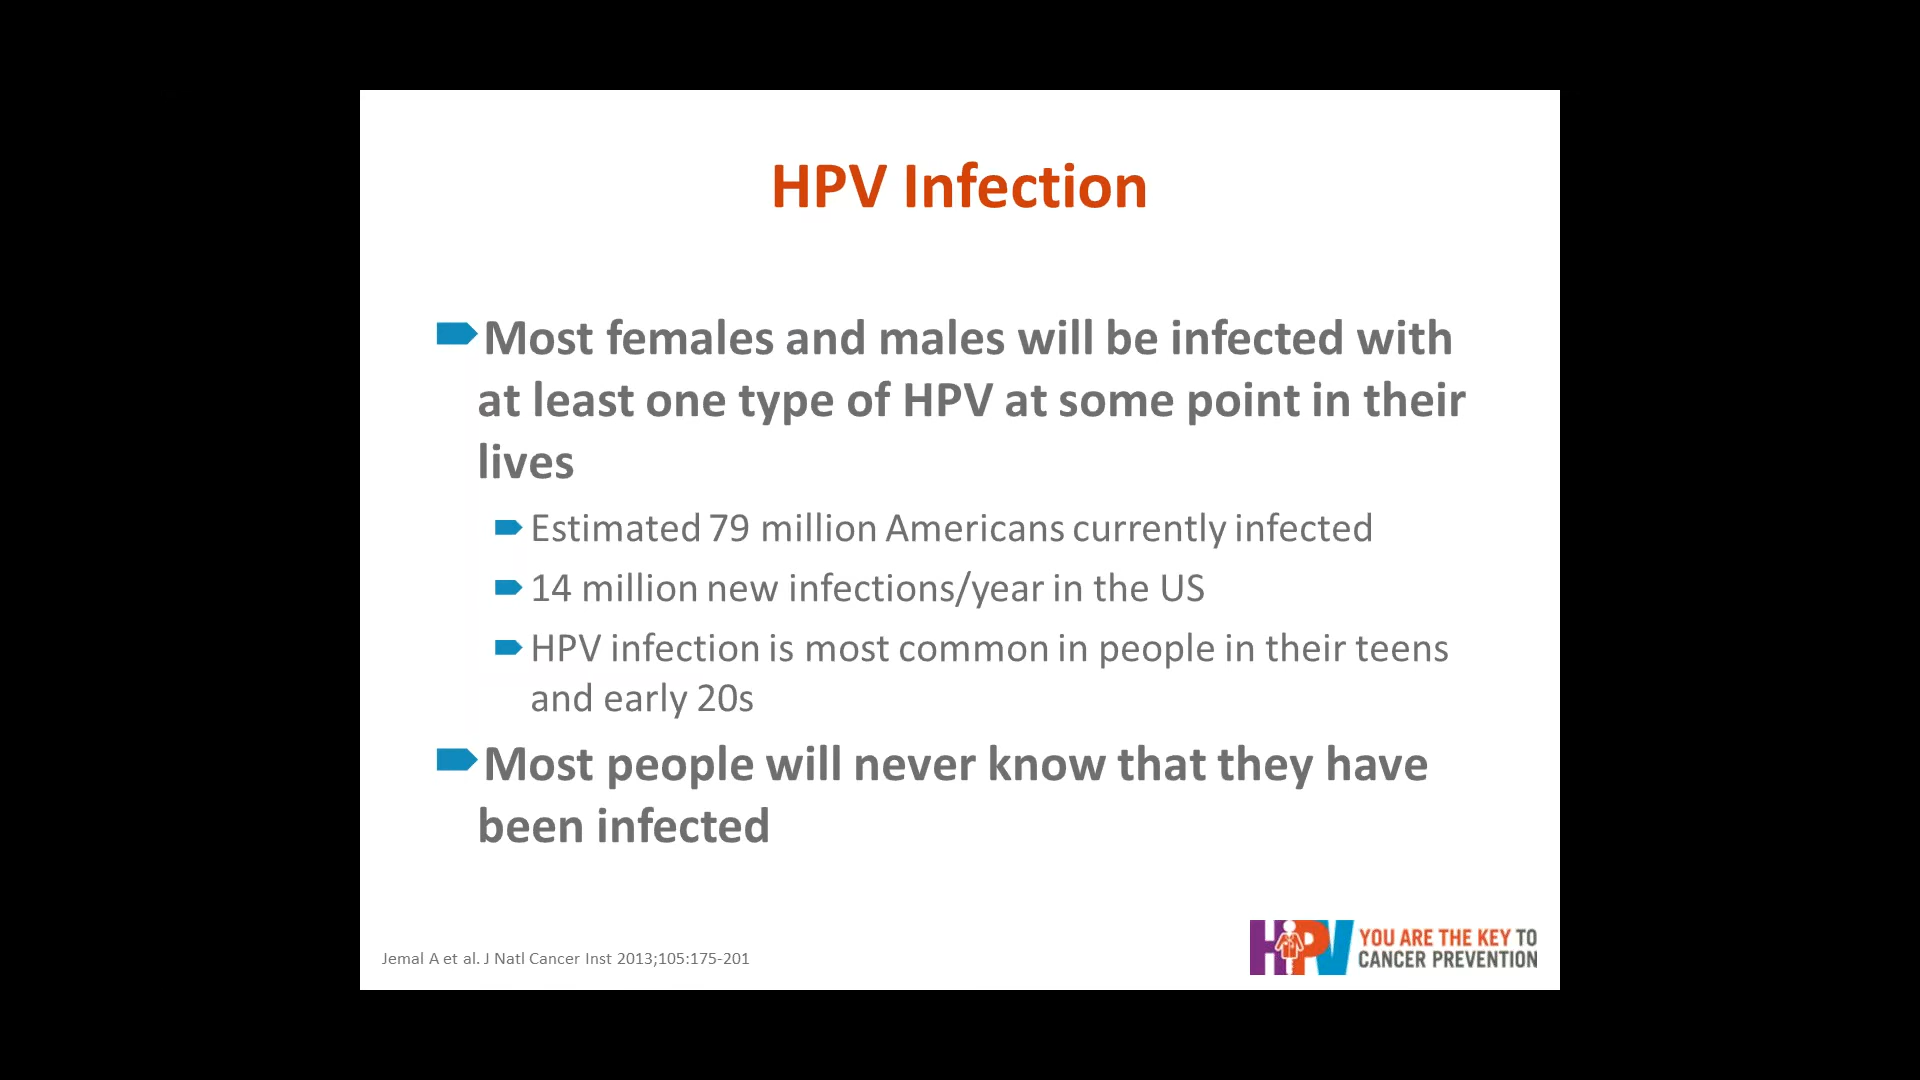 HPV Infection
Most females and males will be infected with
at least one type of HPV at some point in their
lives
Estimated 79 million Americans currently infected
14 million new infections/year in the US
HPV infection is most common in people in their teens
and early 20s
Most people will never know that they have
been infected
Jemal A et al. J Natl Cancer Inst 2013;105:175-201
HPV YOU ARE THE KEY TO
CANCER PREVENTION